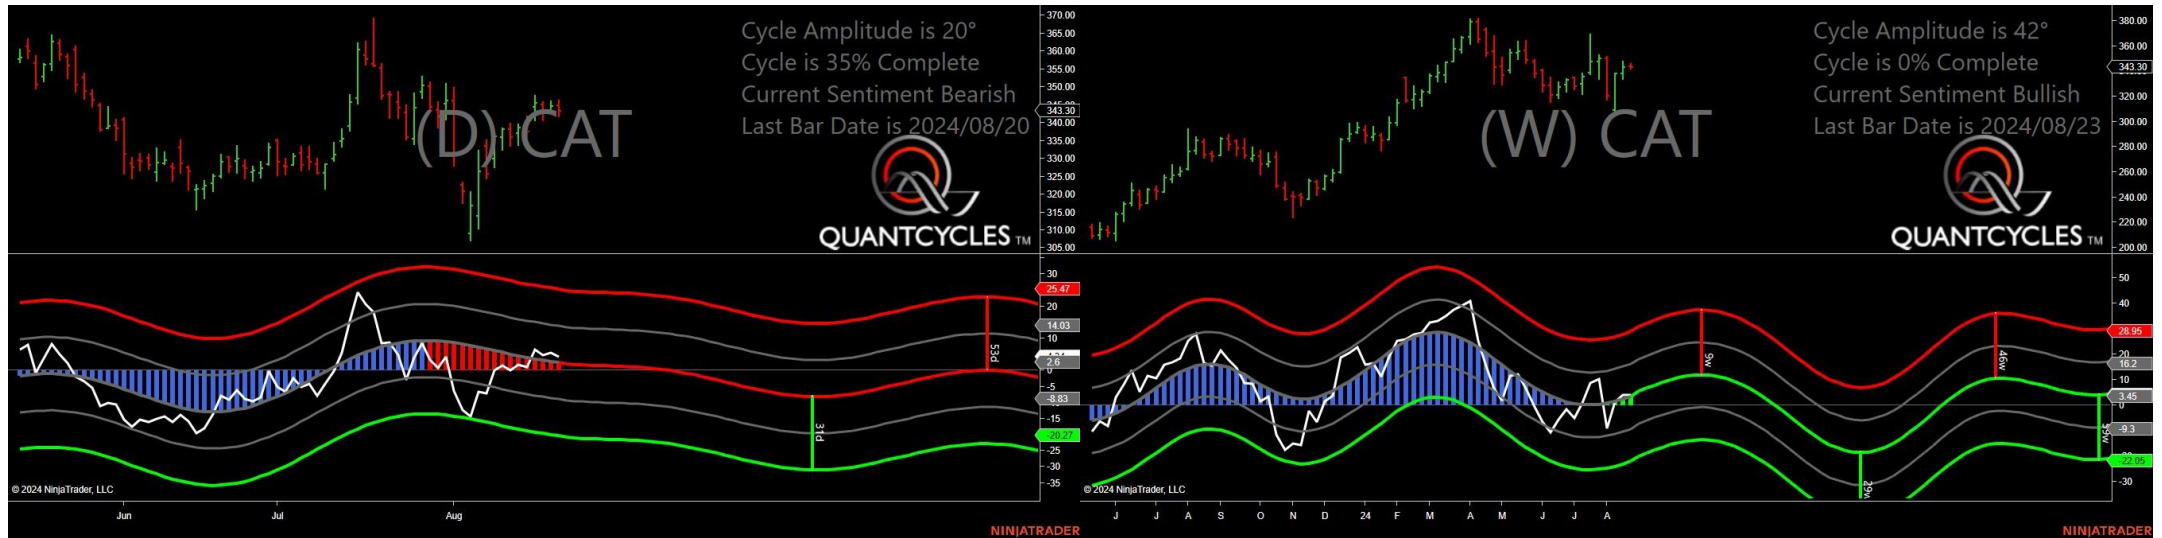 Cycle Amplitude is 20°
Cycle is 35% Complete
Current Sentiment Bearish
Last Bar Date is 2024/08/20
(D) CAT
QUANTCYCLES TM
370.00
365.00
360.00
355.00
350.00
343.30
340.00
335.00
330.00
325.00
320.00
315.00
310.00
305.00
30
25.47
20
14.03
10
2.6
0
-5
-8.83
-15
-20.27
-25
-30
-35
53d
31d
© 2024 NinjaTrader, LLC
Jun
Jul
Aug
NINJATRADER
Cycle Amplitude is 42°
Cycle is 0% Complete
Current Sentiment Bullish
Last Bar Date is 2024/08/23
(W) CAT
QUANTCYCLES TM
380.00
360.00
343.30
320.00
300.00
280.00
260.00
240.00
220.00
200.00
50
40
28.95
20
16.2
10
3.45
0
-9.3
-22.05
-30
9w
46w
29w
© 2024 NinjaTrader, LLC
J J A S O N D 24 F M A M J J A
NINJATRADER